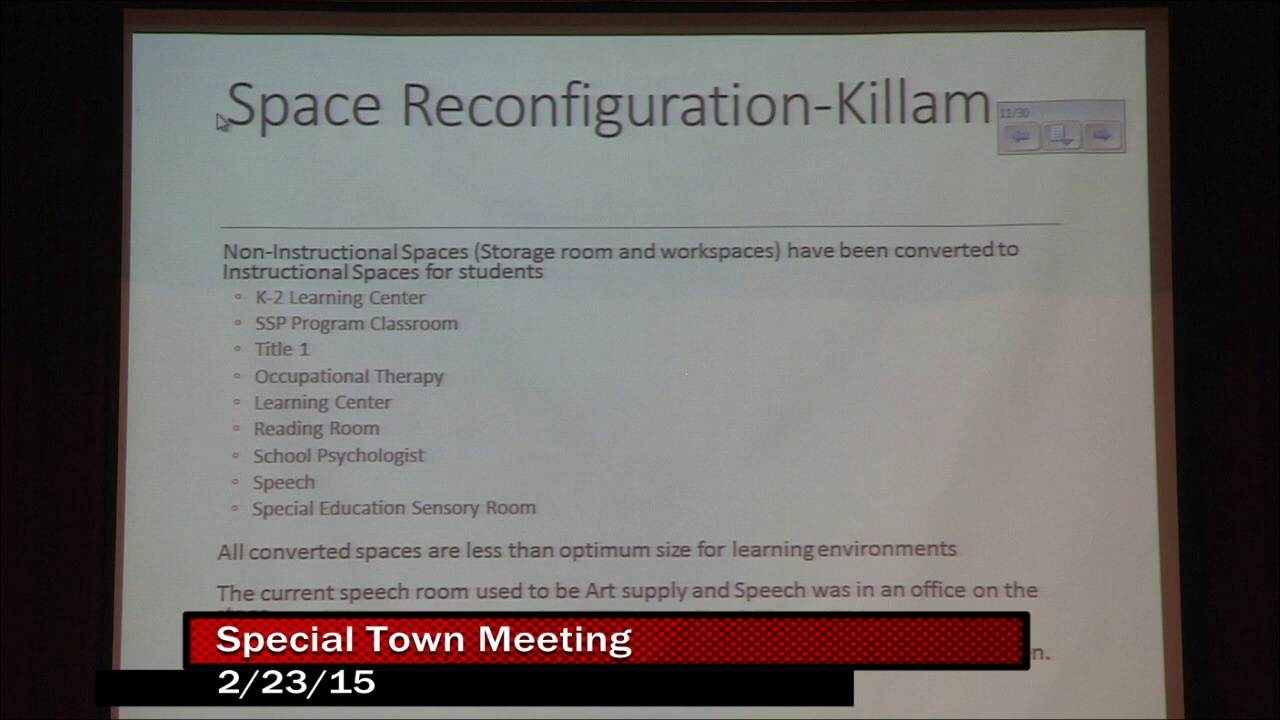 Space Reconfiguration-Killam
11/30
Non-Instructional Spaces (Storage room and workspaces) have been converted to
Instructional Spaces for students
K-2 Learning Center
SSP Program Classroom
Title 1
Occupational Therapy
Learning Center
Reading Room
School Psychologist
Speech
Special Education Sensory Room
All converted spaces are less than optimum size for learning environments
The current speech room used to be Art supply and Speech was in an office on the
Special Town Meeting
2/23/15